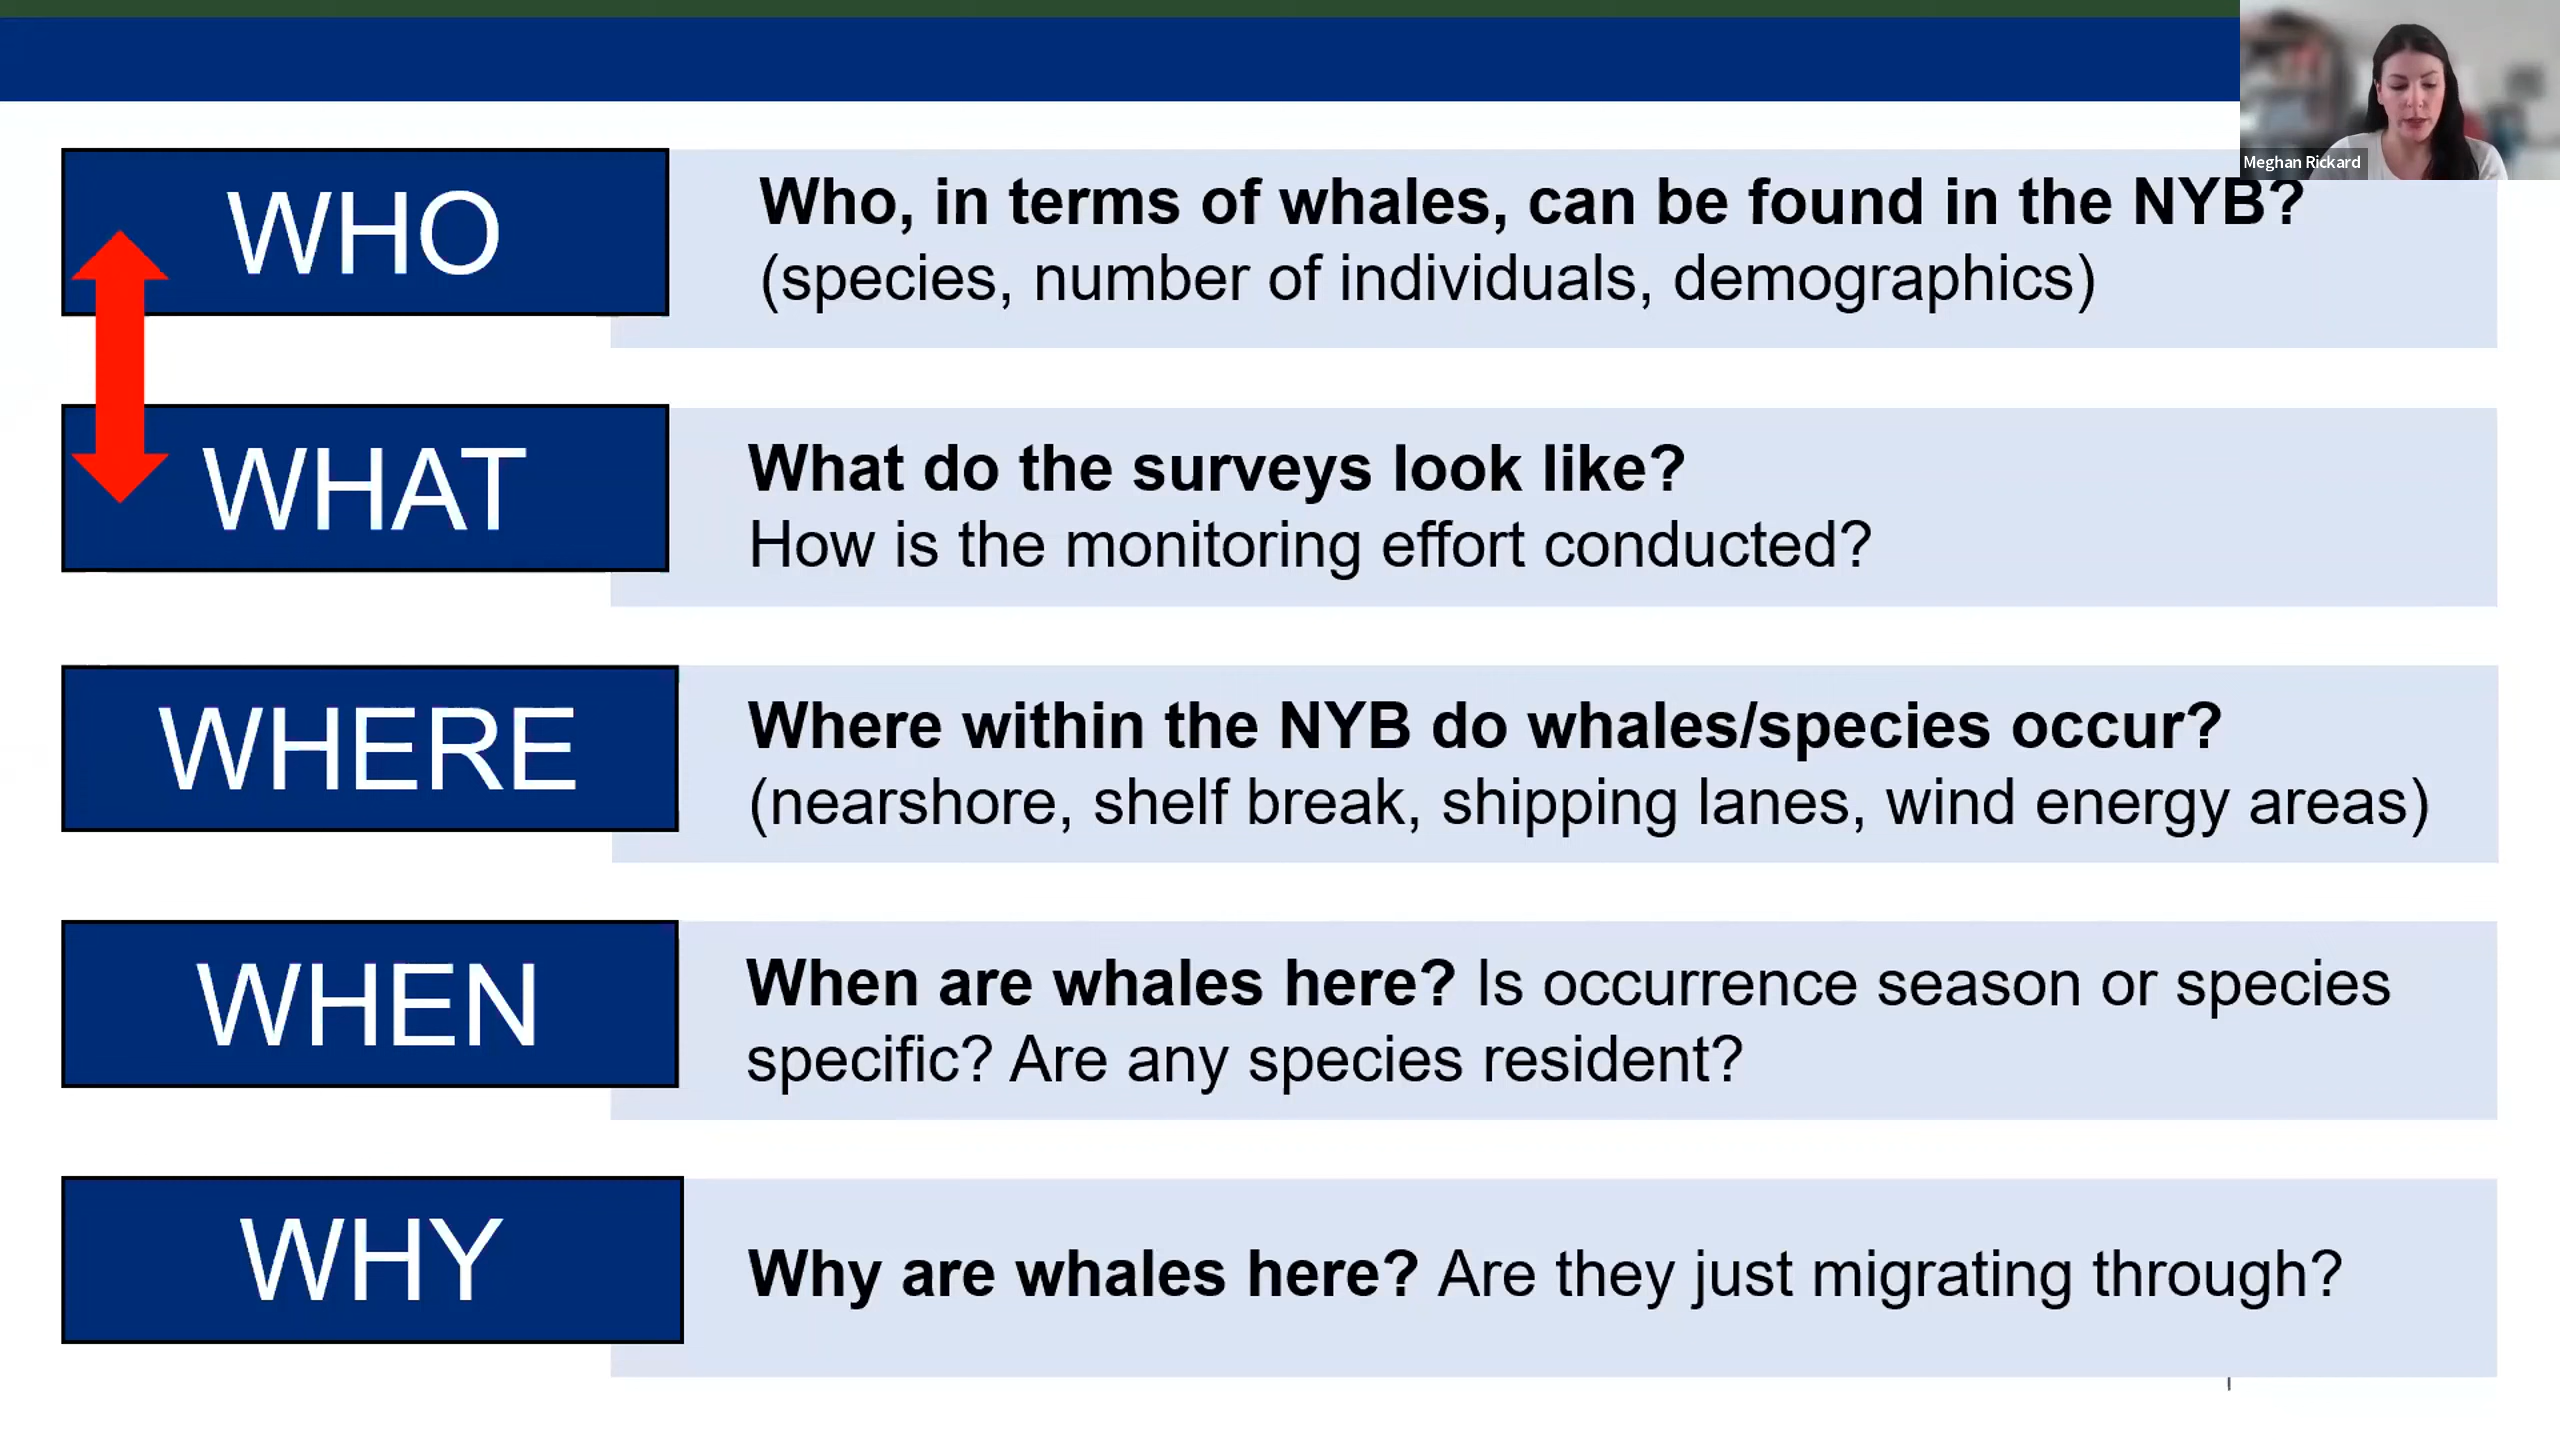 Meghan Rickard
WHO
Who, in terms of whales, can be found in the NYB?
(species, number of individuals, demographics)
WHAT
What do the surveys look like?
How is the monitoring effort conducted?
WHERE
Where within the NYB do whales/species occur?
(nearshore, shelf break, shipping lanes, wind energy areas)
WHEN
When are whales here? Is occurrence season or species
specific? Are any species resident?
WHY
Why are whales here? Are they just migrating through?